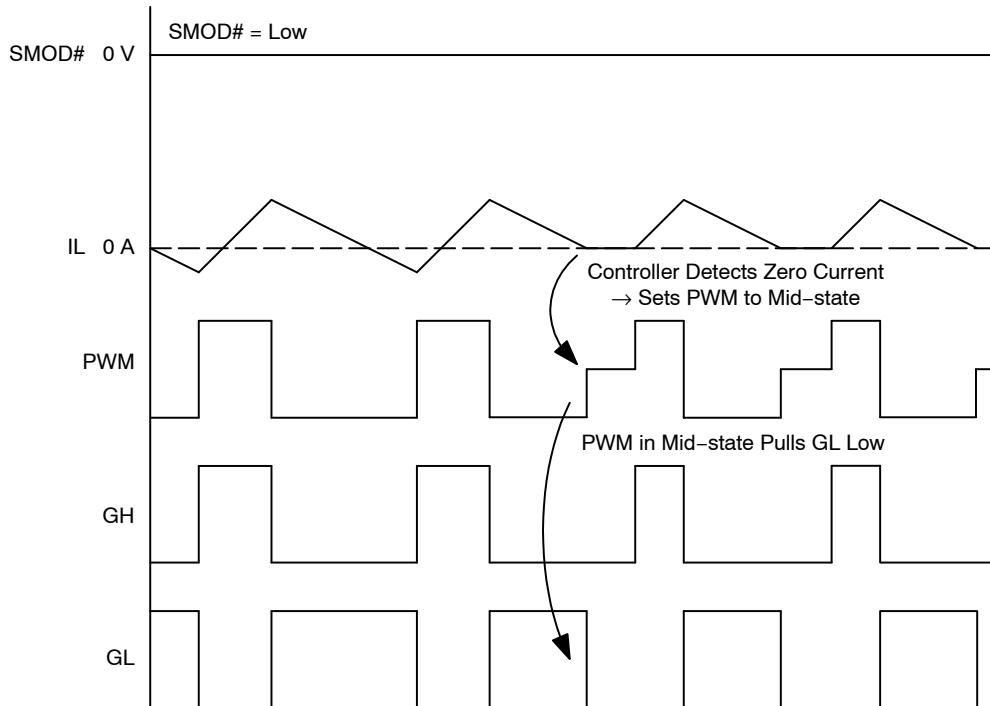 SMOD# = Low
SMOD# 0 V
IL 0 A
Controller Detects Zero Current
→ Sets PWM to Mid−state
PWM
PWM in Mid−state Pulls GL Low
GH
GL